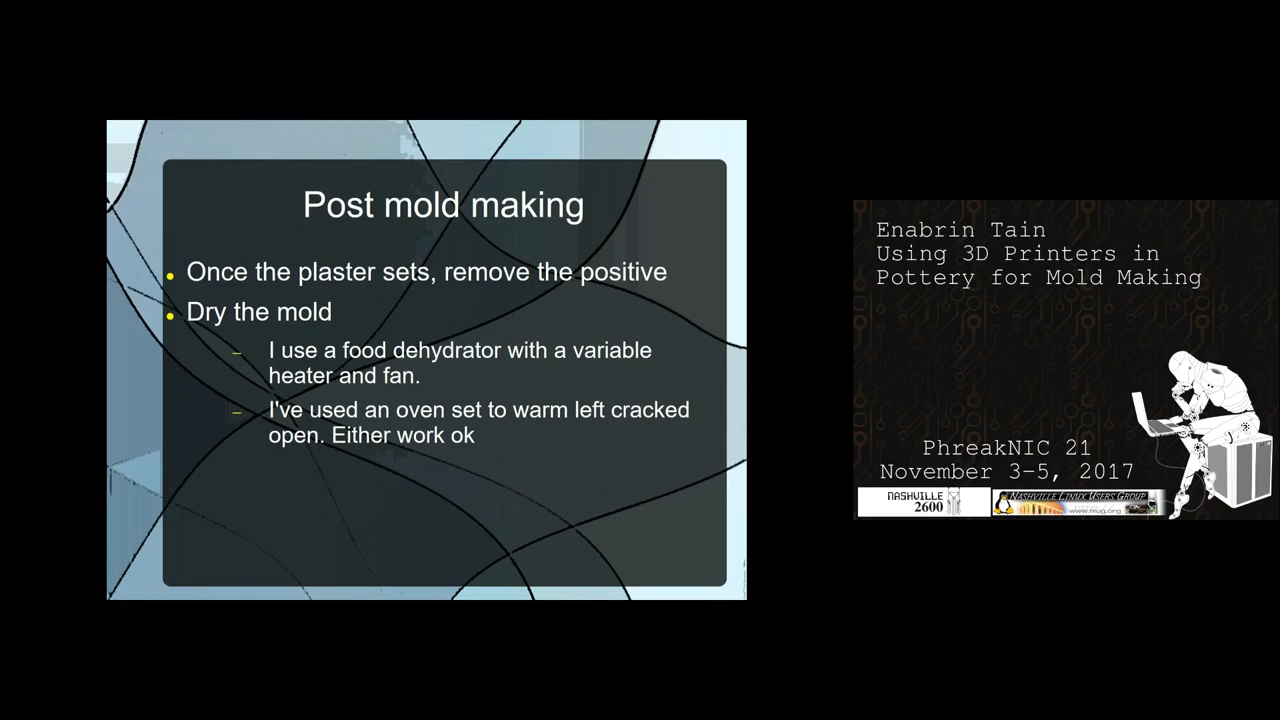 Post mold making
Once the plaster sets, remove the positive
Dry the mold
– I use a food dehydrator with a variable
heater and fan.
– I've used an oven set to warm left cracked
open. Either work ok
Enabrin Tain
Using 3D Printers in
Pottery for Mold Making
PhreakNIC 21
November 3-5, 2017
NASHVILLE
2600
NASHVILLE LINUX USERS GROUP
www.nlug.org